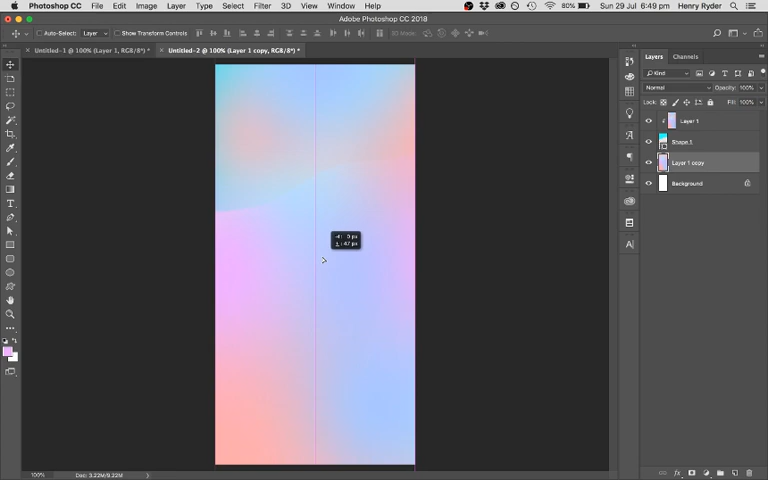 Photoshop CC File Edit Image Layer Type Select Filter 3D View Window Help 80% Sun 29 Jul 6:49 pm Henry Ryder
Adobe Photoshop CC 2018
Auto-Select: Layer Show Transform Controls 3D Mode:
Untitled-1 @ 100% (Layer 1, RGB/8*) * Untitled-2 @ 100% (Layer 1 copy, RGB/8*) *
Layers Channels
Kind
Normal Opacity: 100%
Lock: Fill: 100%
Layer 1
Shape 1
Layer 1 copy
Background
100% Doc: 3.22M/9.32M